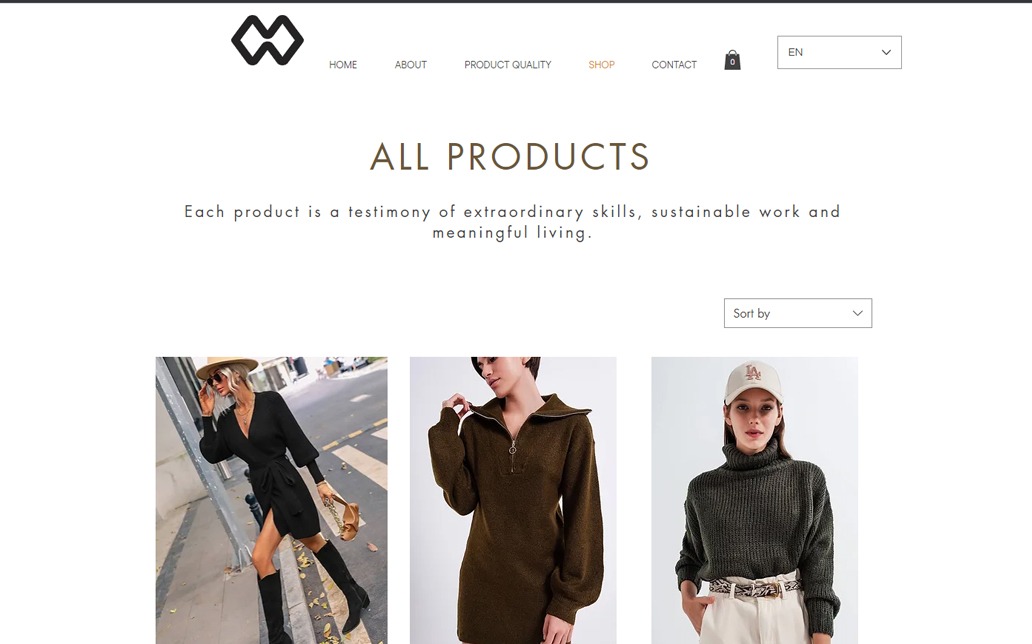 HOME ABOUT PRODUCT QUALITY SHOP CONTACT 0 EN
ALL PRODUCTS
Each product is a testimony of extraordinary skills, sustainable work and
meaningful living.
Sort by
LA